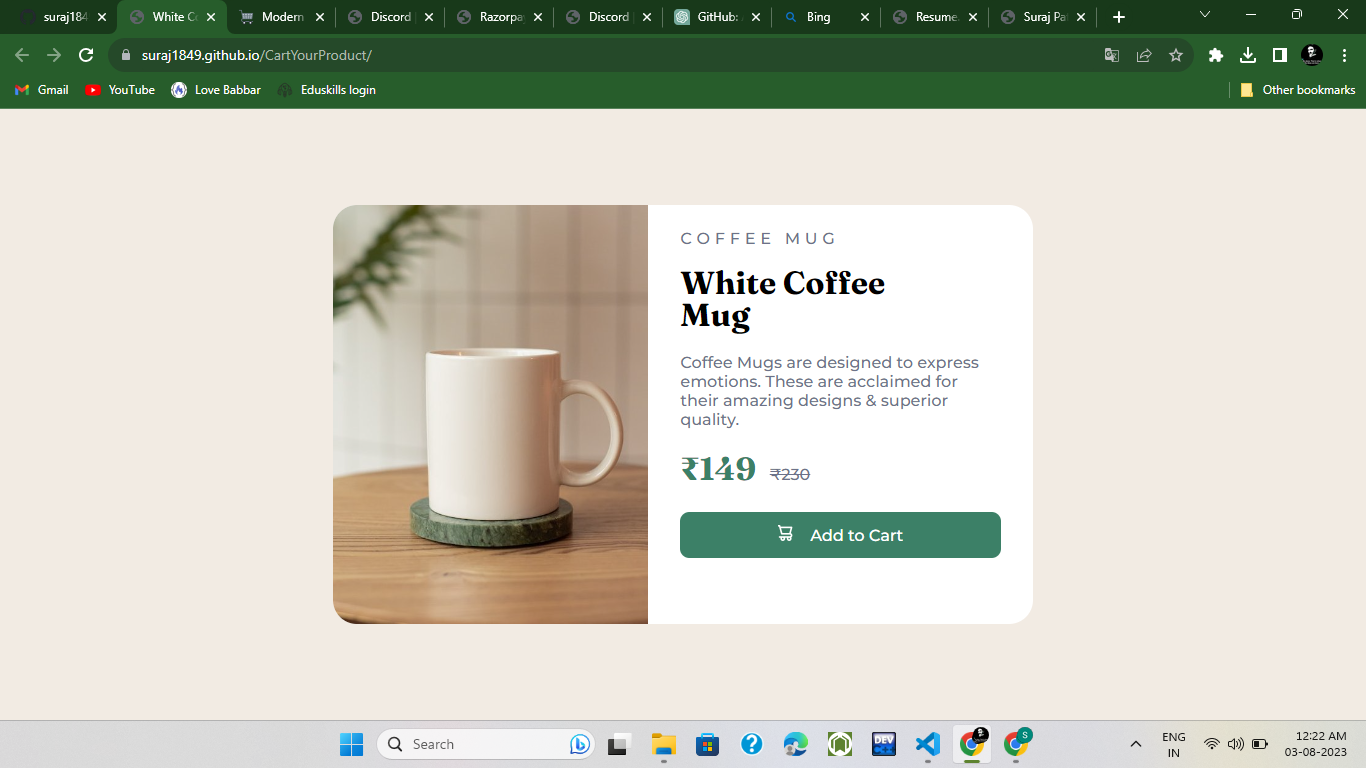 suraj184
White C
Modern
Discord
Razorpa
Discord
GitHub:
Bing
Resume.
Suraj Pa
suraj1849.github.io/CartYourProduct/
Gmail
YouTube
Love Babbar
Eduskills login
Other bookmarks
COFFEE MUG
White Coffee
Mug
Coffee Mugs are designed to express
emotions. These are acclaimed for
their amazing designs & superior
quality.
₹149 ₹230
Add to Cart
Search
DEV
S
ENG
IN
12:22 AM
03-08-2023